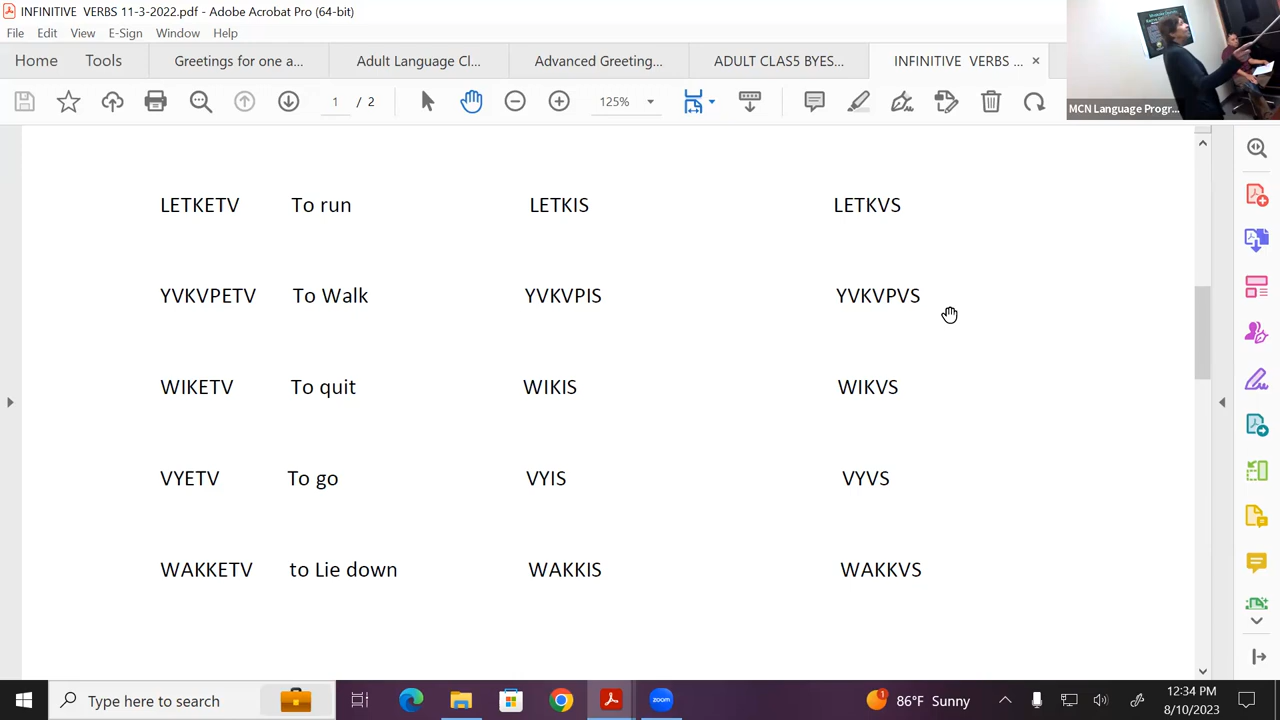 INFINITIVE VERBS 11-3-2022.pdf - Adobe Acrobat Pro (64-bit)
File Edit View E-Sign Window Help
Home Tools Greetings for one a... Adult Language Cl... Advanced Greeting... ADULT CLAS5 BYES... INFINITIVE VERBS ... ×
1 / 2 125%
MCN Language Progr...
LETKETV To run LETKIS LETKVS
YVKVPETV To Walk YVKVPIS YVKVPVS
WIKETV To quit WIKIS WIKVS
VYETV To go VYIS VYVS
WAKKETV to Lie down WAKKIS WAKKVS
Type here to search zoom 1 86°F Sunny 12:34 PM
8/10/2023